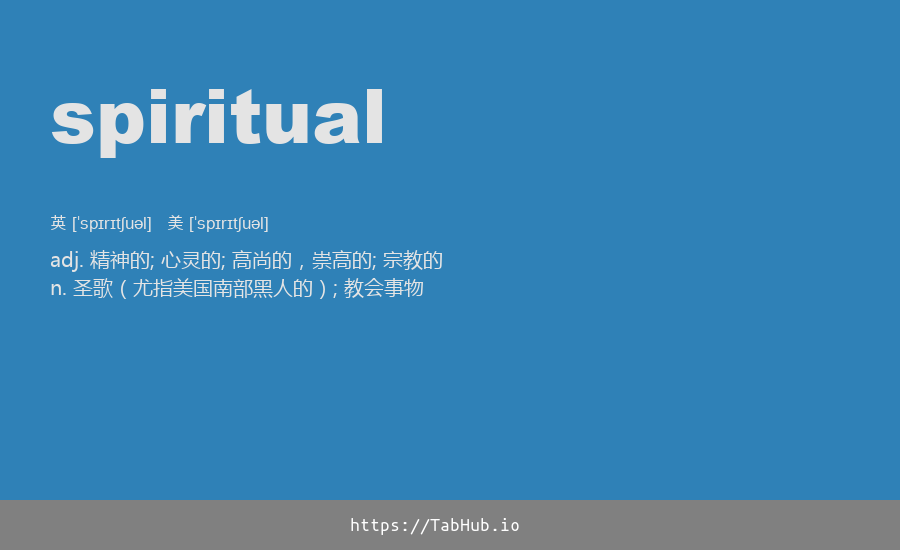 spiritual
英 [ˈspɪrɪtʃuəl] 美 [ˈspɪrɪtʃuəl]
adj. 精神的; 心灵的; 高尚的，崇高的; 宗教的
n. 圣歌（尤指美国南部黑人的）; 教会事物
https://TabHub.io